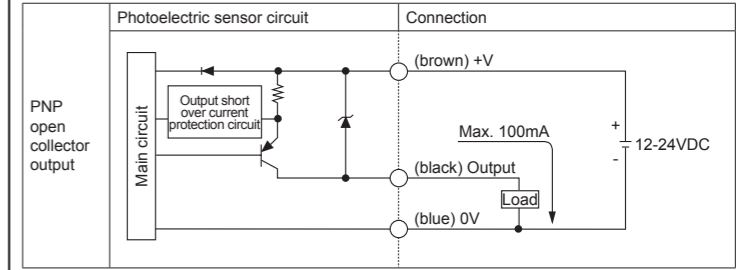 Photoelectric sensor circuit
Connection
PNP
open
collector
output
Main circuit
Output short
over current
protection circuit
(brown) +V
Max. 100mA
+
12-24VDC
-
(black) Output
Load
(blue) 0V